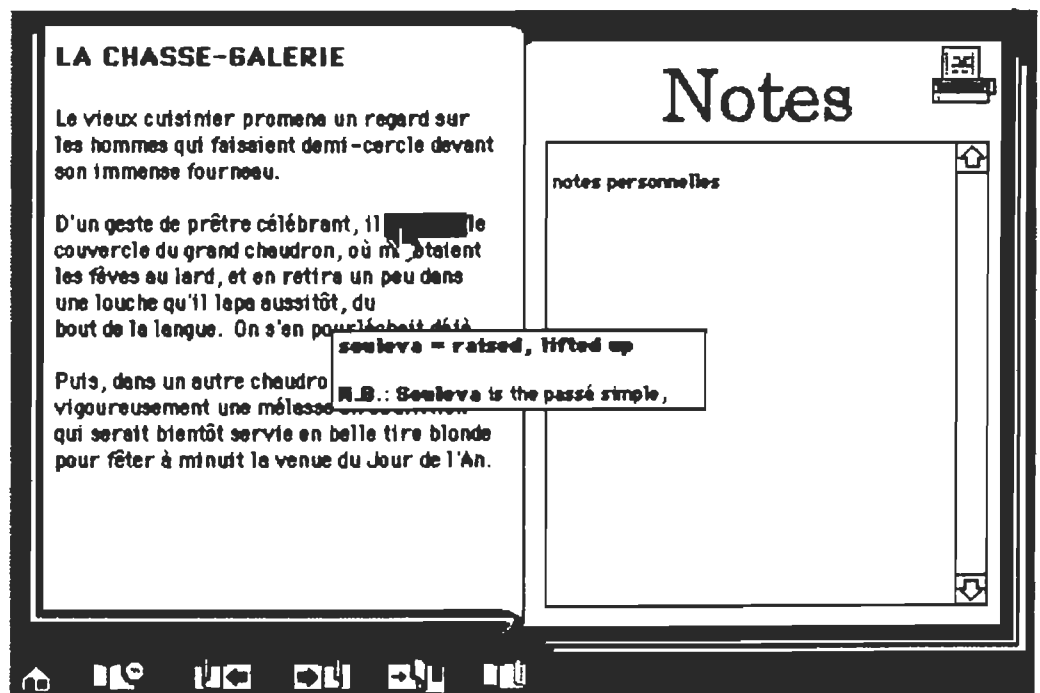 LA CHASSE-GALERIE
Le vieux cuisinier promena un regard sur
les hommes qui faisaient demi-cercle devant
son immense fourneau.
D'un geste de prêtre célébrant, il le
couvercle du grand chaudron, où mijotaient
les fèves au lard, et en retira un peu dans
une louche qu'il lapa aussitôt, du
bout de la langue. On s'en pourléchait déjà
Puis, dans un autre chaudro
vigoureusement une mélasse
qui serait bientôt servie en belle tire blonde
pour fêter à minuit la venue du Jour de l'An.
souleva = raised, lifted up
N.B.: Souleva is the passé simple,
Notes
notes personnelles